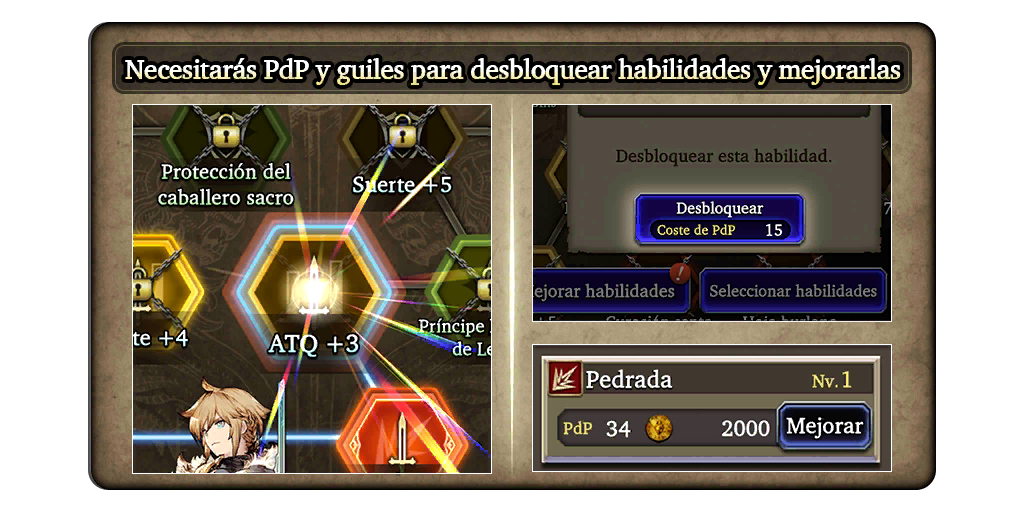 Necesitarás PdP y guiles para desbloquear habilidades y mejorarlas
Protección del
caballero sacro
Suerte +5
te +4
ATQ +3
Príncipe
de Le
Desbloquear esta habilidad.
Desbloquear
Coste de PdP 15
ejorar habilidades
!
Seleccionar habilidades
Pedrada
Nv. 1
PdP 34
2000
Mejorar